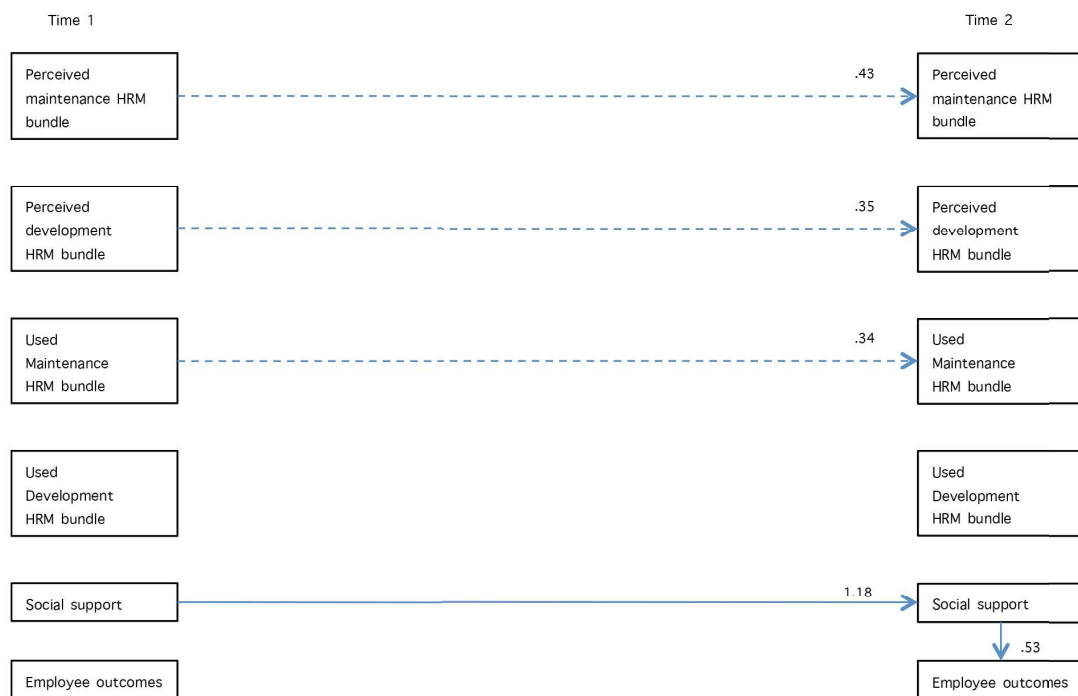 Time 1
Time 2
Perceived
maintenance HRM
bundle
.43
Perceived
maintenance HRM
bundle
Perceived
development
HRM bundle
.35
Perceived
development
HRM bundle
Used
Maintenance
HRM bundle
.34
Used
Maintenance
HRM bundle
Used
Development
HRM bundle
Used
Development
HRM bundle
Social support
1.18
Social support
.53
Employee outcomes
Employee outcomes